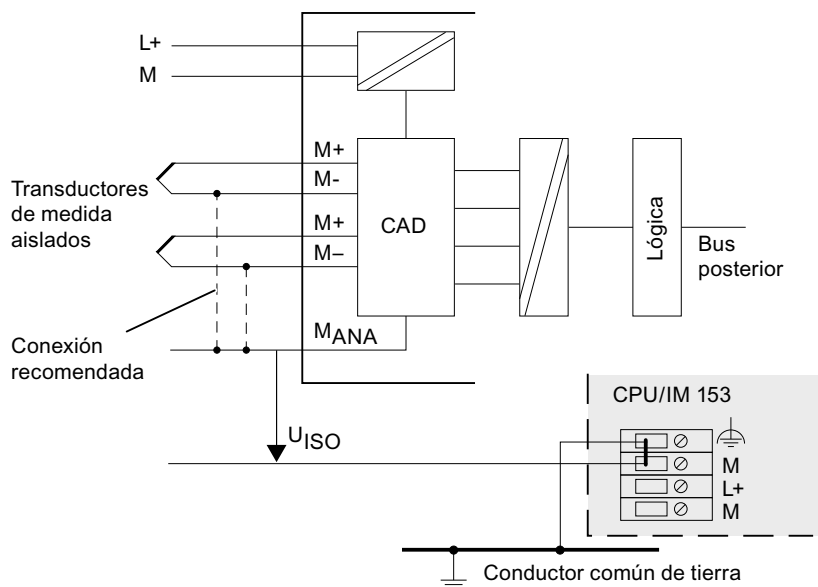 L+
M
M+
M-
M+
M–
Transductores
de medida
aislados
CAD
Lógica
Bus
posterior
MANA
Conexión
recomendada
UISO
CPU/IM 153
M
L+
M
Conductor común de tierra